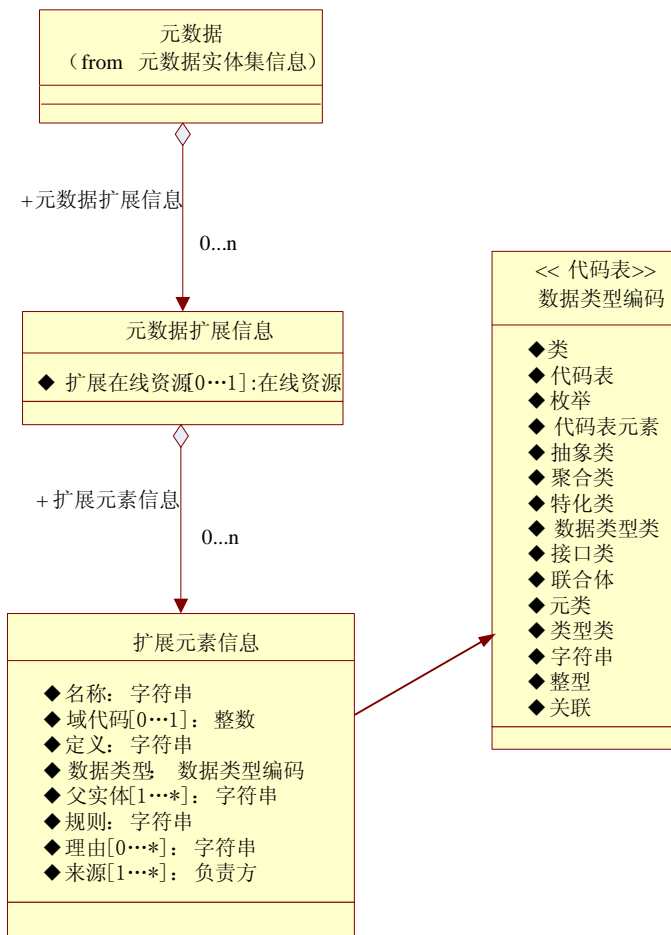 元数据
（from 元数据实体集信息）
+元数据扩展信息
0...n
元数据扩展信息
◆ 扩展在线资源[0…1]:在线资源
+扩展元素信息
0...n
扩展元素信息
◆名称：字符串
◆域代码[0…1]：整数
◆定义：字符串
◆数据类型：数据类型编码
◆父实体[1…*]：字符串
◆规则：字符串
◆理由[0…*]：字符串
◆来源[1…*]：负责方
<< 代码表>>
数据类型编码
◆类
◆代码表
◆枚举
◆代码表元素
◆抽象类
◆聚合类
◆特化类
◆数据类型类
◆接口类
◆联合体
◆元类
◆类型类
◆字符串
◆整型
◆关联